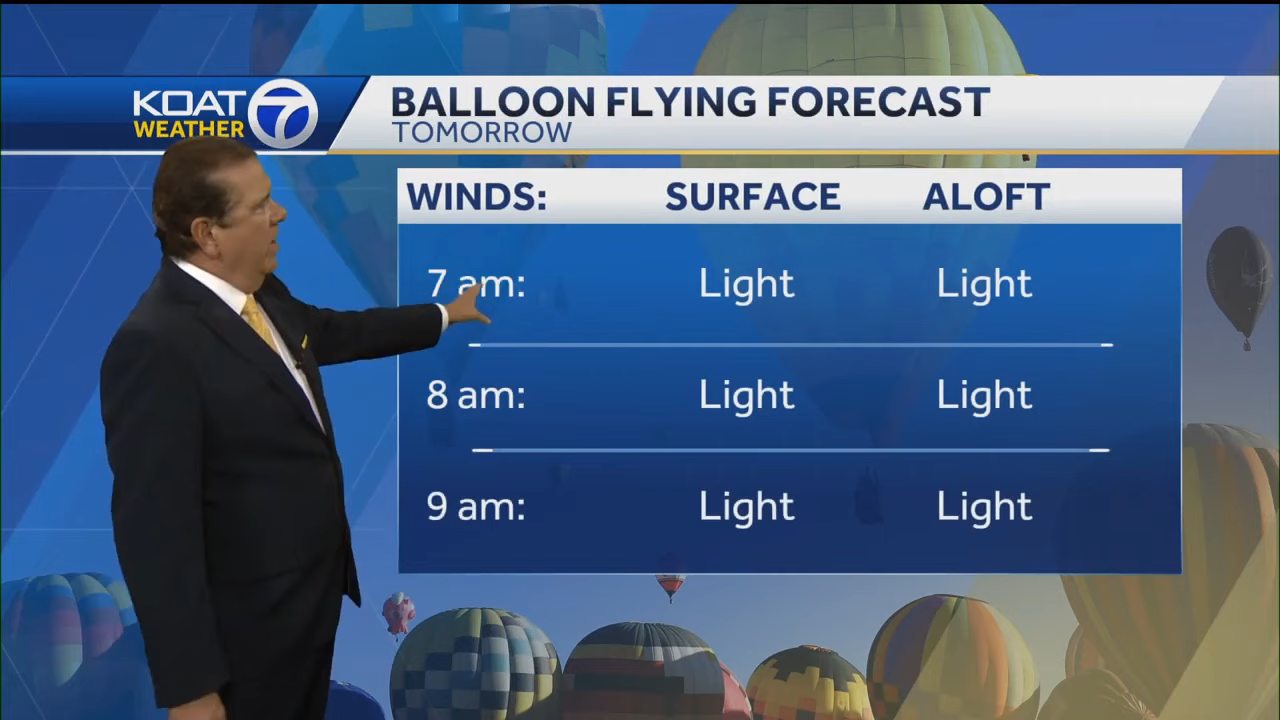 KOAT 7
WEATHER
BALLOON FLYING FORECAST
TOMORROW
WINDS: SURFACE ALOFT
7 am: Light Light
8 am: Light Light
9 am: Light Light